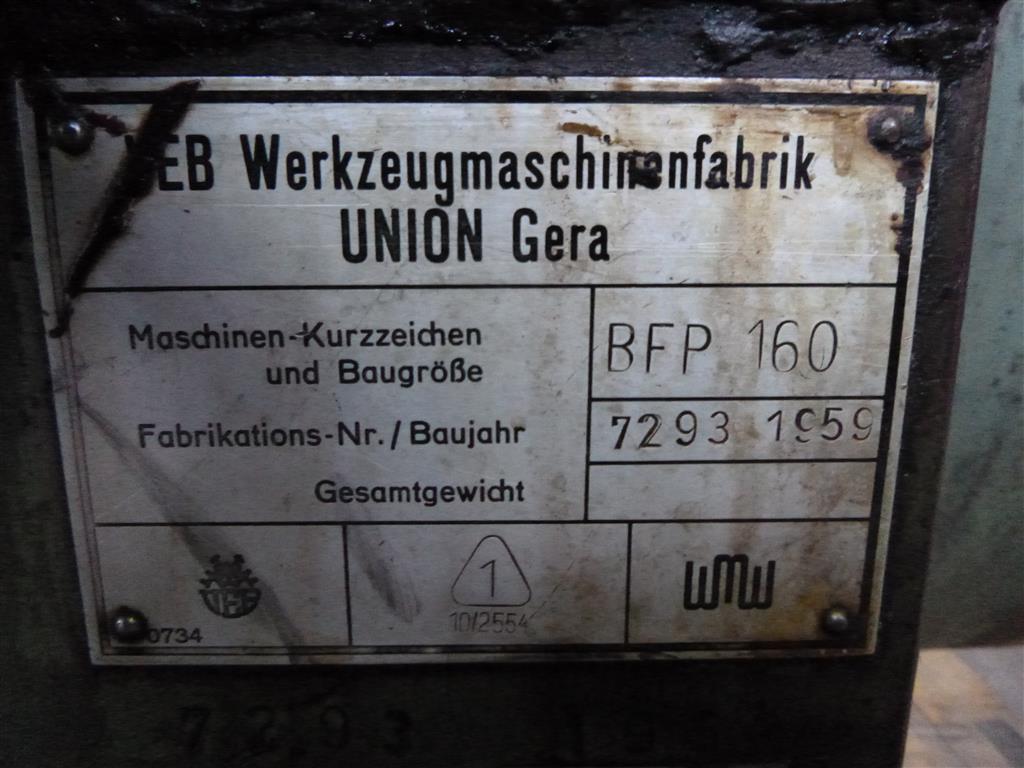 VEB Werkzeugmaschinenfabrik
UNION Gera
Maschinen-Kurzzeichen
und Baugröße
BFP 160
Fabrikations-Nr./Baujahr
7293 1959
Gesamtgewicht
1
10/2554
WMW
0734
7293